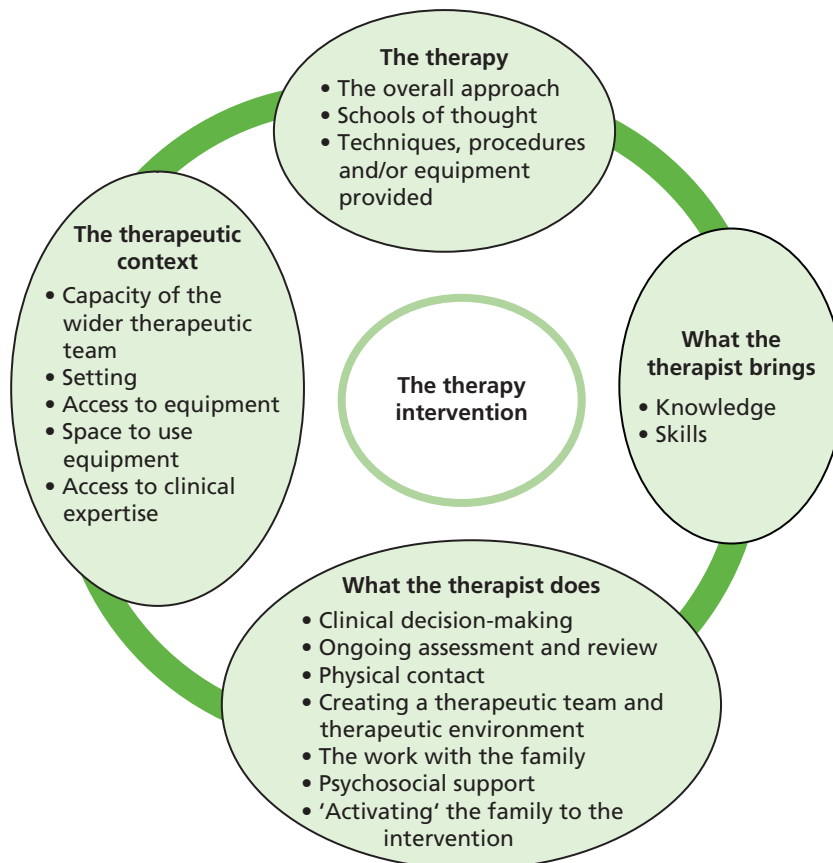 The therapy
• The overall approach
• Schools of thought
• Techniques, procedures
and/or equipment
provided
The therapeutic
context
• Capacity of the
wider therapeutic
team
• Setting
• Access to equipment
• Space to use
equipment
• Access to clinical
expertise
The therapy
intervention
What the
therapist brings
• Knowledge
• Skills
What the therapist does
• Clinical decision-making
• Ongoing assessment and review
• Physical contact
• Creating a therapeutic team and
therapeutic environment
• The work with the family
• Psychosocial support
• ‘Activating‘ the family to the
intervention